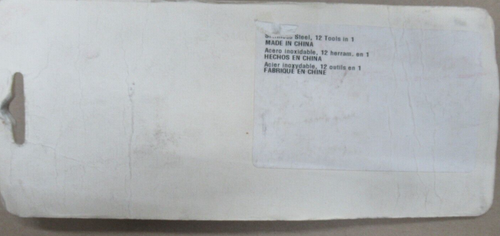 Steel, 12 Tools in 1
MADE IN CHINA
Acero inoxidable, 12 herram. en 1
HECHOS EN CHINA
Acier inoxydable, 12 outils en 1
FABRIQUE EN CHINE